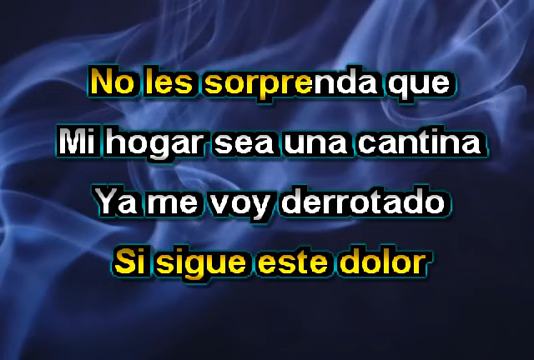 No les sorprenda que
Mi hogar sea una cantina
Ya me voy derrotado
Si sigue este dolor